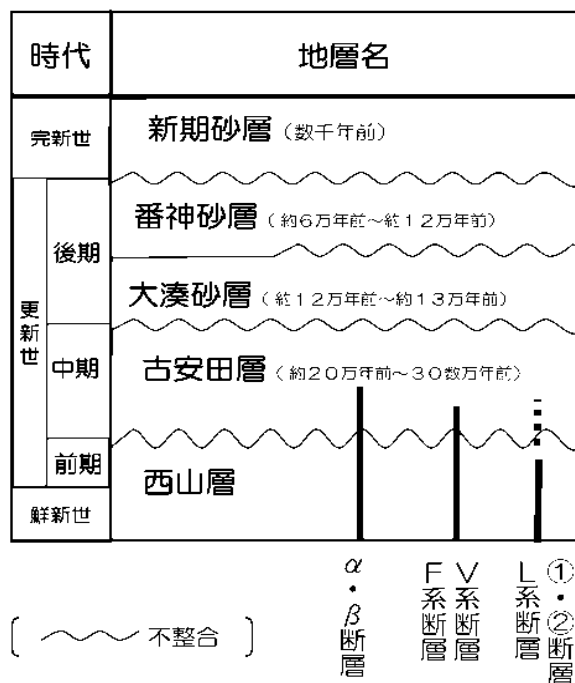 時代 地層名
完新世
新期砂層（数千年前）
更新世
後期
番神砂層（約6万年前～約12万年前）
大湊砂層（約12万年前～約13万年前）
中期
古安田層（約20万年前～30数万年前）
前期
西山層
鮮新世
α・β断層
F系断層
V系断層
L系断層
①・②断層
不整合